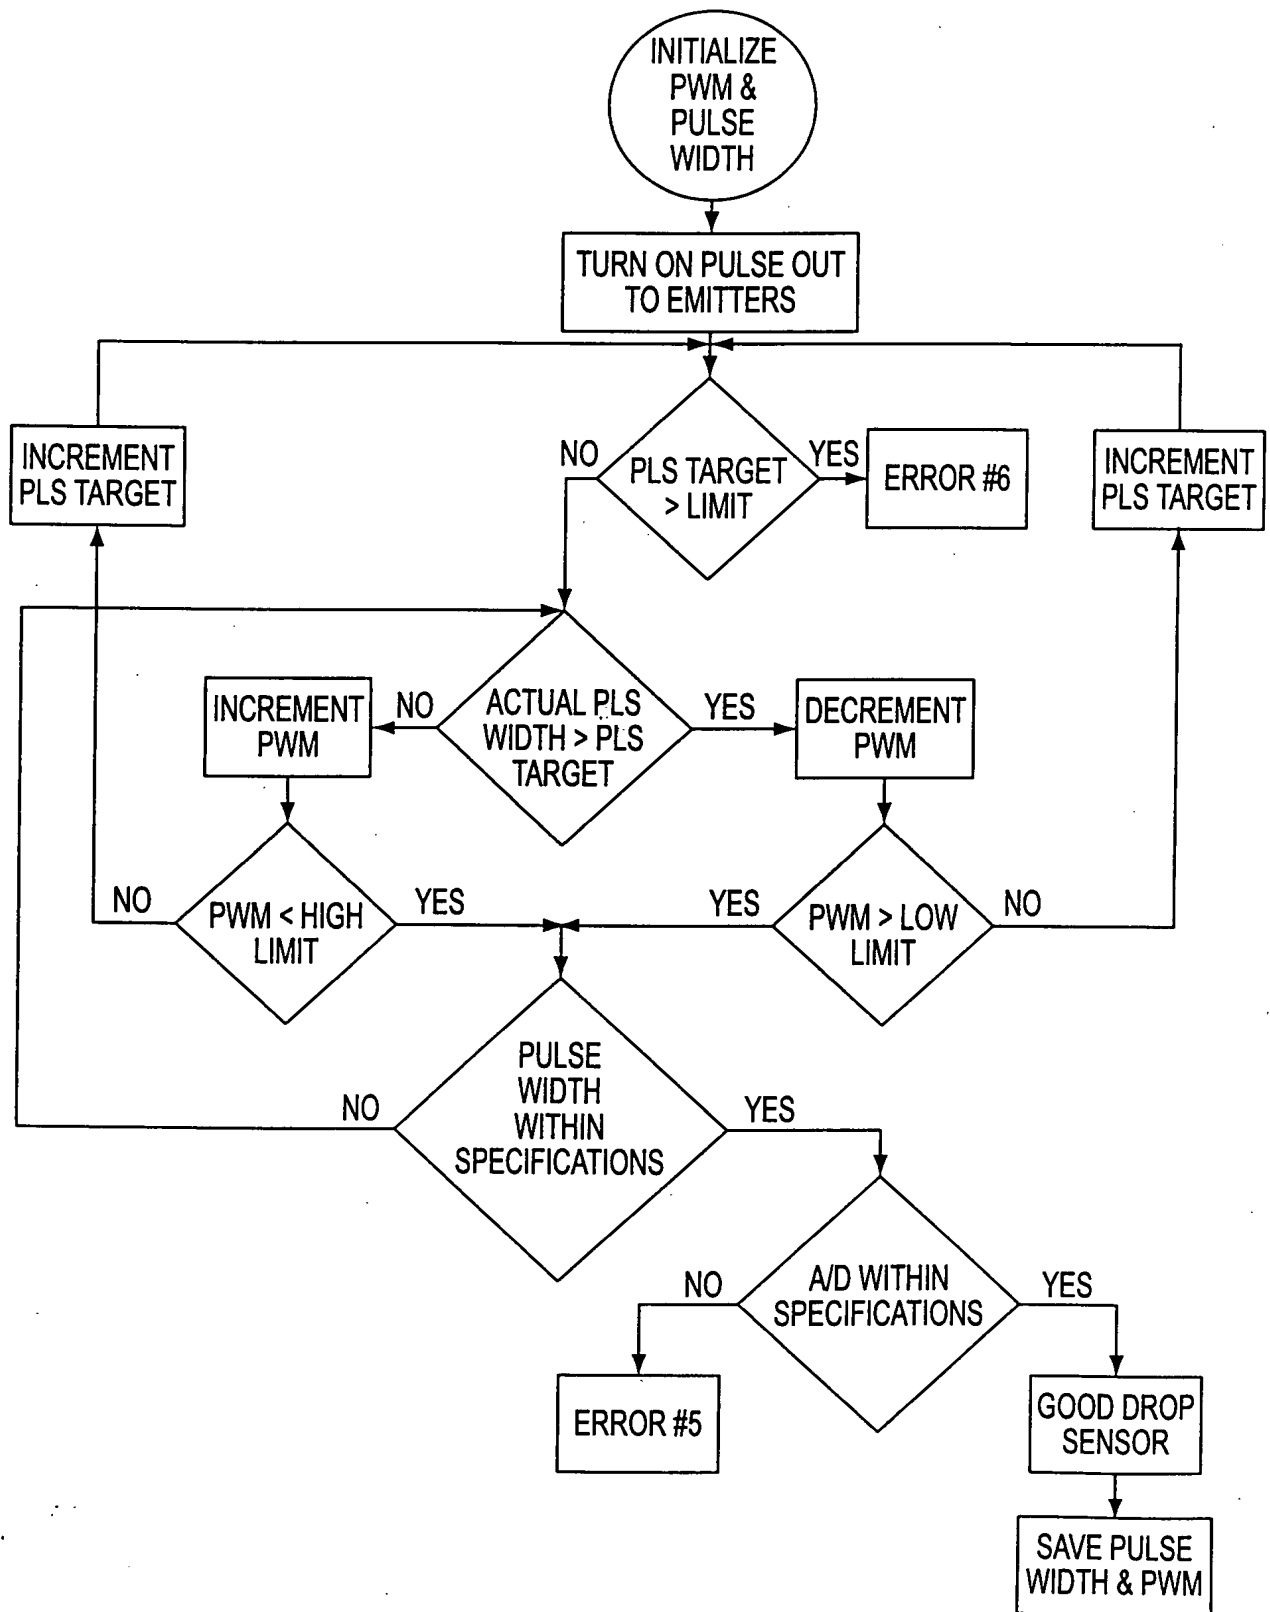 INITIALIZE
PWM &
PULSE
WIDTH
TURN ON PULSE OUT
TO EMITTERS
INCREMENT
PLS TARGET
NO
PLS TARGET
> LIMIT
YES
ERROR #6
INCREMENT
PLS TARGET
INCREMENT
PWM
NO
ACTUAL PLS
WIDTH > PLS
TARGET
YES
DECREMENT
PWM
NO
PWM < HIGH
LIMIT
YES
YES
PWM > LOW
LIMIT
NO
NO
PULSE
WIDTH
WITHIN
SPECIFICATIONS
YES
NO
A/D WITHIN
SPECIFICATIONS
YES
ERROR #5
GOOD DROP
SENSOR
SAVE PULSE
WIDTH & PWM